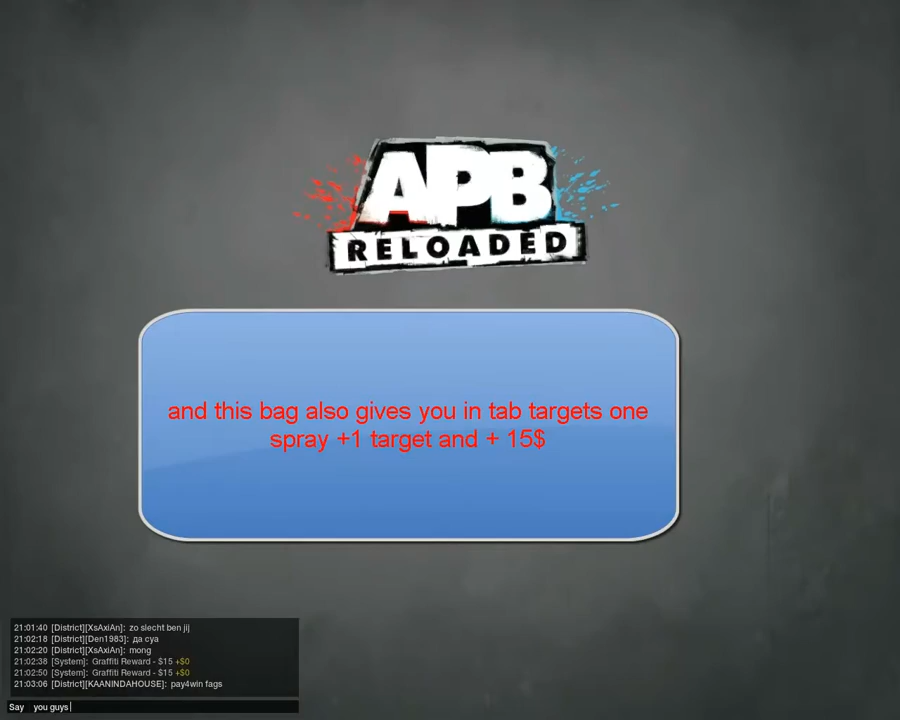 APB
RELOADED
and this bag also gives you in tab targets one
spray +1 target and + 15$
21:01:40 [District][XsAxiAn]: zo slecht ben jij
21:02:18 [District][Den1983]: да суа
21:02:20 [District][XsAxiAn]: mong
21:02:38 [System]: Graffiti Reward - $15 +$0
21:02:50 [System]: Graffiti Reward - $15 +$0
21:03:06 [District][KAANINDAHOUSE]: pay4win fags
Say you guys